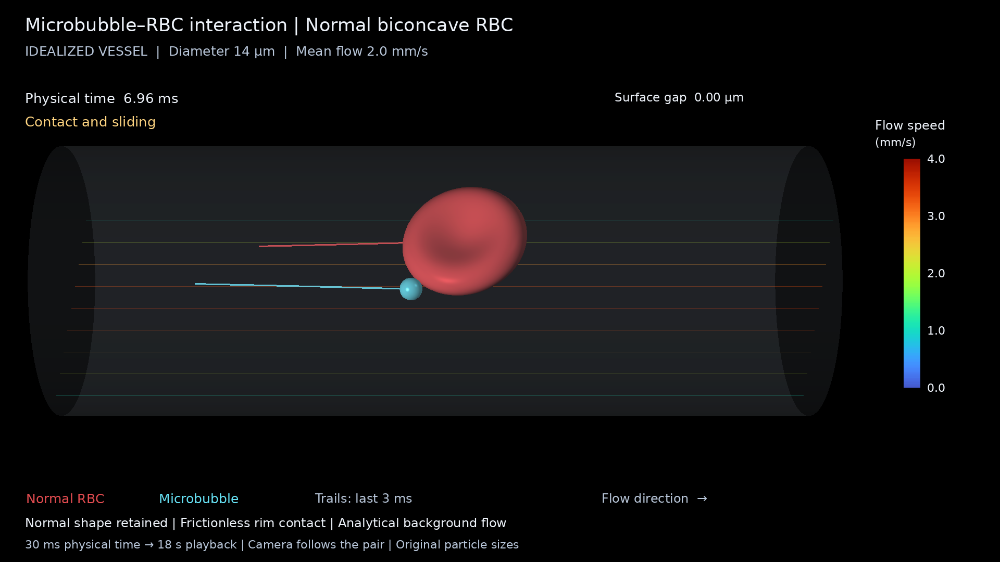 Microbubble–RBC interaction | Normal biconcave RBC
IDEALIZED VESSEL | Diameter 14 µm | Mean flow 2.0 mm/s
Physical time 6.96 ms
Surface gap 0.00 µm
Contact and sliding
Flow speed
(mm/s)
4.0
3.0
2.0
1.0
0.0
Normal RBC
Microbubble
Trails: last 3 ms
Flow direction →
Normal shape retained | Frictionless rim contact | Analytical background flow
30 ms physical time → 18 s playback | Camera follows the pair | Original particle sizes